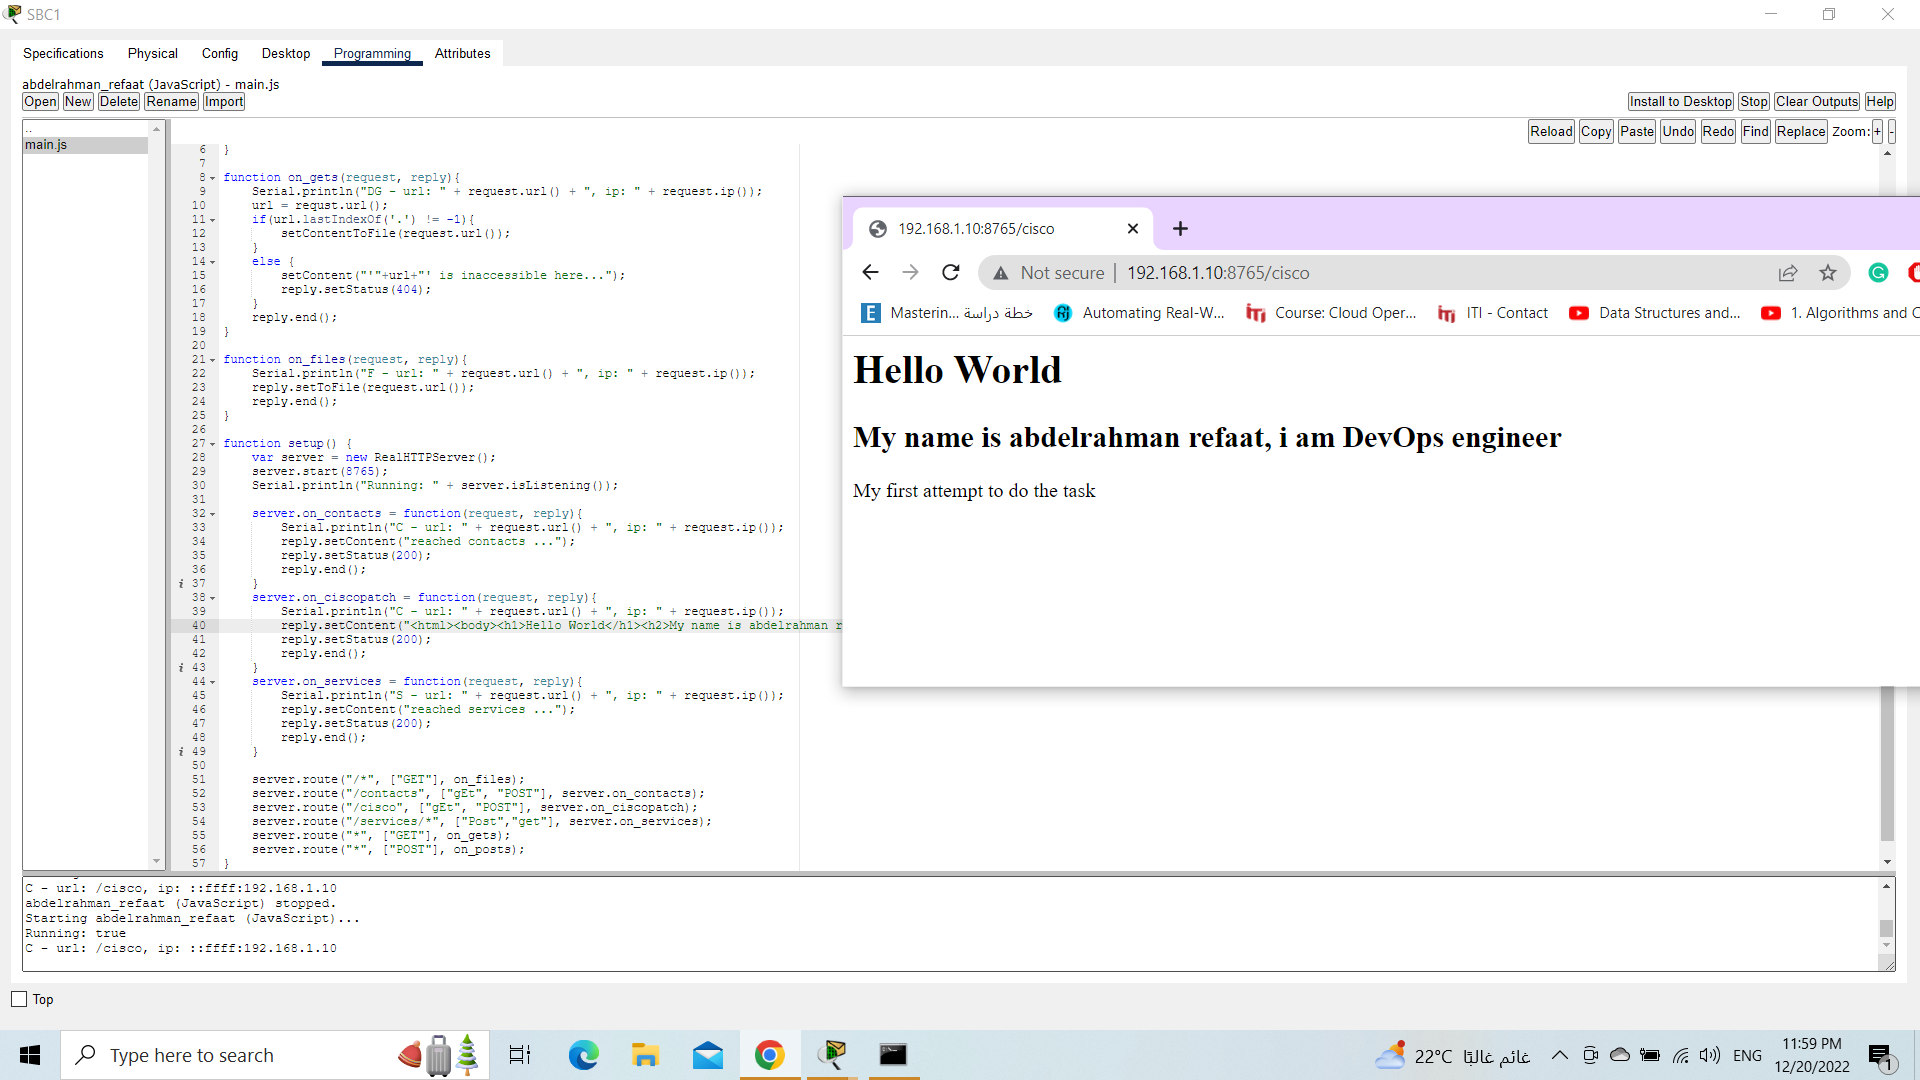 SBC1
Specifications Physical Config Desktop Programming Attributes
abdelrahman_refaat (JavaScript) - main.js
Open New Delete Rename Import
Install to Desktop Stop Clear Outputs Help
..
main.js
Reload Copy Paste Undo Redo Find Replace Zoom: + -
6 }
7
8 function on_gets(request, reply){
9 Serial.println("DG - url: " + request.url() + ", ip: " + request.ip());
10 url = requst.url();
11 if(url.lastIndexOf('.') != -1){
12 setContentToFile(request.url());
13 }
14 else {
15 setContent("'"+url+"' is inaccessible here...");
16 reply.setStatus(404);
17 }
18 reply.end();
19 }
20
21 function on_files(request, reply){
22 Serial.println("F - url: " + request.url() + ", ip: " + request.ip());
23 reply.setToFile(request.url());
24 reply.end();
25 }
26
27 function setup() {
28 var server = new RealHTTPServer();
29 server.start(8765);
30 Serial.println("Running: " + server.isListening());
31
32 server.on_contacts = function(request, reply){
33 Serial.println("C - url: " + request.url() + ", ip: " + request.ip());
34 reply.setContent("reached contacts ...");
35 reply.setStatus(200);
36 reply.end();
i 37 }
38 server.on_ciscopatch = function(request, reply){
39 Serial.println("C - url: " + request.url() + ", ip: " + request.ip());
40 reply.setContent("<html><body><h1>Hello World</h1><h2>My name is abdelrahman r
41 reply.setStatus(200);
42 reply.end();
i 43 }
44 server.on_services = function(request, reply){
45 Serial.println("S - url: " + request.url() + ", ip: " + request.ip());
46 reply.setContent("reached services ...");
47 reply.setStatus(200);
48 reply.end();
i 49 }
50
51 server.route("/*", ["GET"], on_files);
52 server.route("/contacts", ["gEt", "POST"], server.on_contacts);
53 server.route("/cisco", ["gEt", "POST"], server.on_ciscopatch);
54 server.route("/services/*", ["Post","get"], server.on_services);
55 server.route("*", ["GET"], on_gets);
56 server.route("*", ["POST"], on_posts);
57 }
192.168.1.10:8765/cisco
Not secure | 192.168.1.10:8765/cisco
E Masterin... خطة دراسة Automating Real-W... Course: Cloud Oper... ITI - Contact Data Structures and... 1. Algorithms and C
Hello World
My name is abdelrahman refaat, i am DevOps engineer
My first attempt to do the task
C - url: /cisco, ip: ::ffff:192.168.1.10
abdelrahman_refaat (JavaScript) stopped.
Starting abdelrahman_refaat (JavaScript)...
Running: true
C - url: /cisco, ip: ::ffff:192.168.1.10
Top
Type here to search
22°C غائم غالبًا ENG
11:59 PM
12/20/2022
1